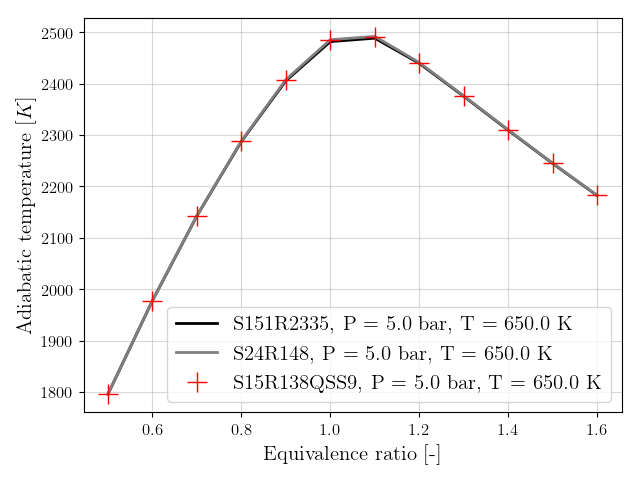 2500
2400
2300
2200
2100
2000
1900
1800
Adiabatic temperature [K]
S151R2335, P = 5.0 bar, T = 650.0 K
S24R148, P = 5.0 bar, T = 650.0 K
S15R138QSS9, P = 5.0 bar, T = 650.0 K
0.6 0.8 1.0 1.2 1.4 1.6
Equivalence ratio [-]